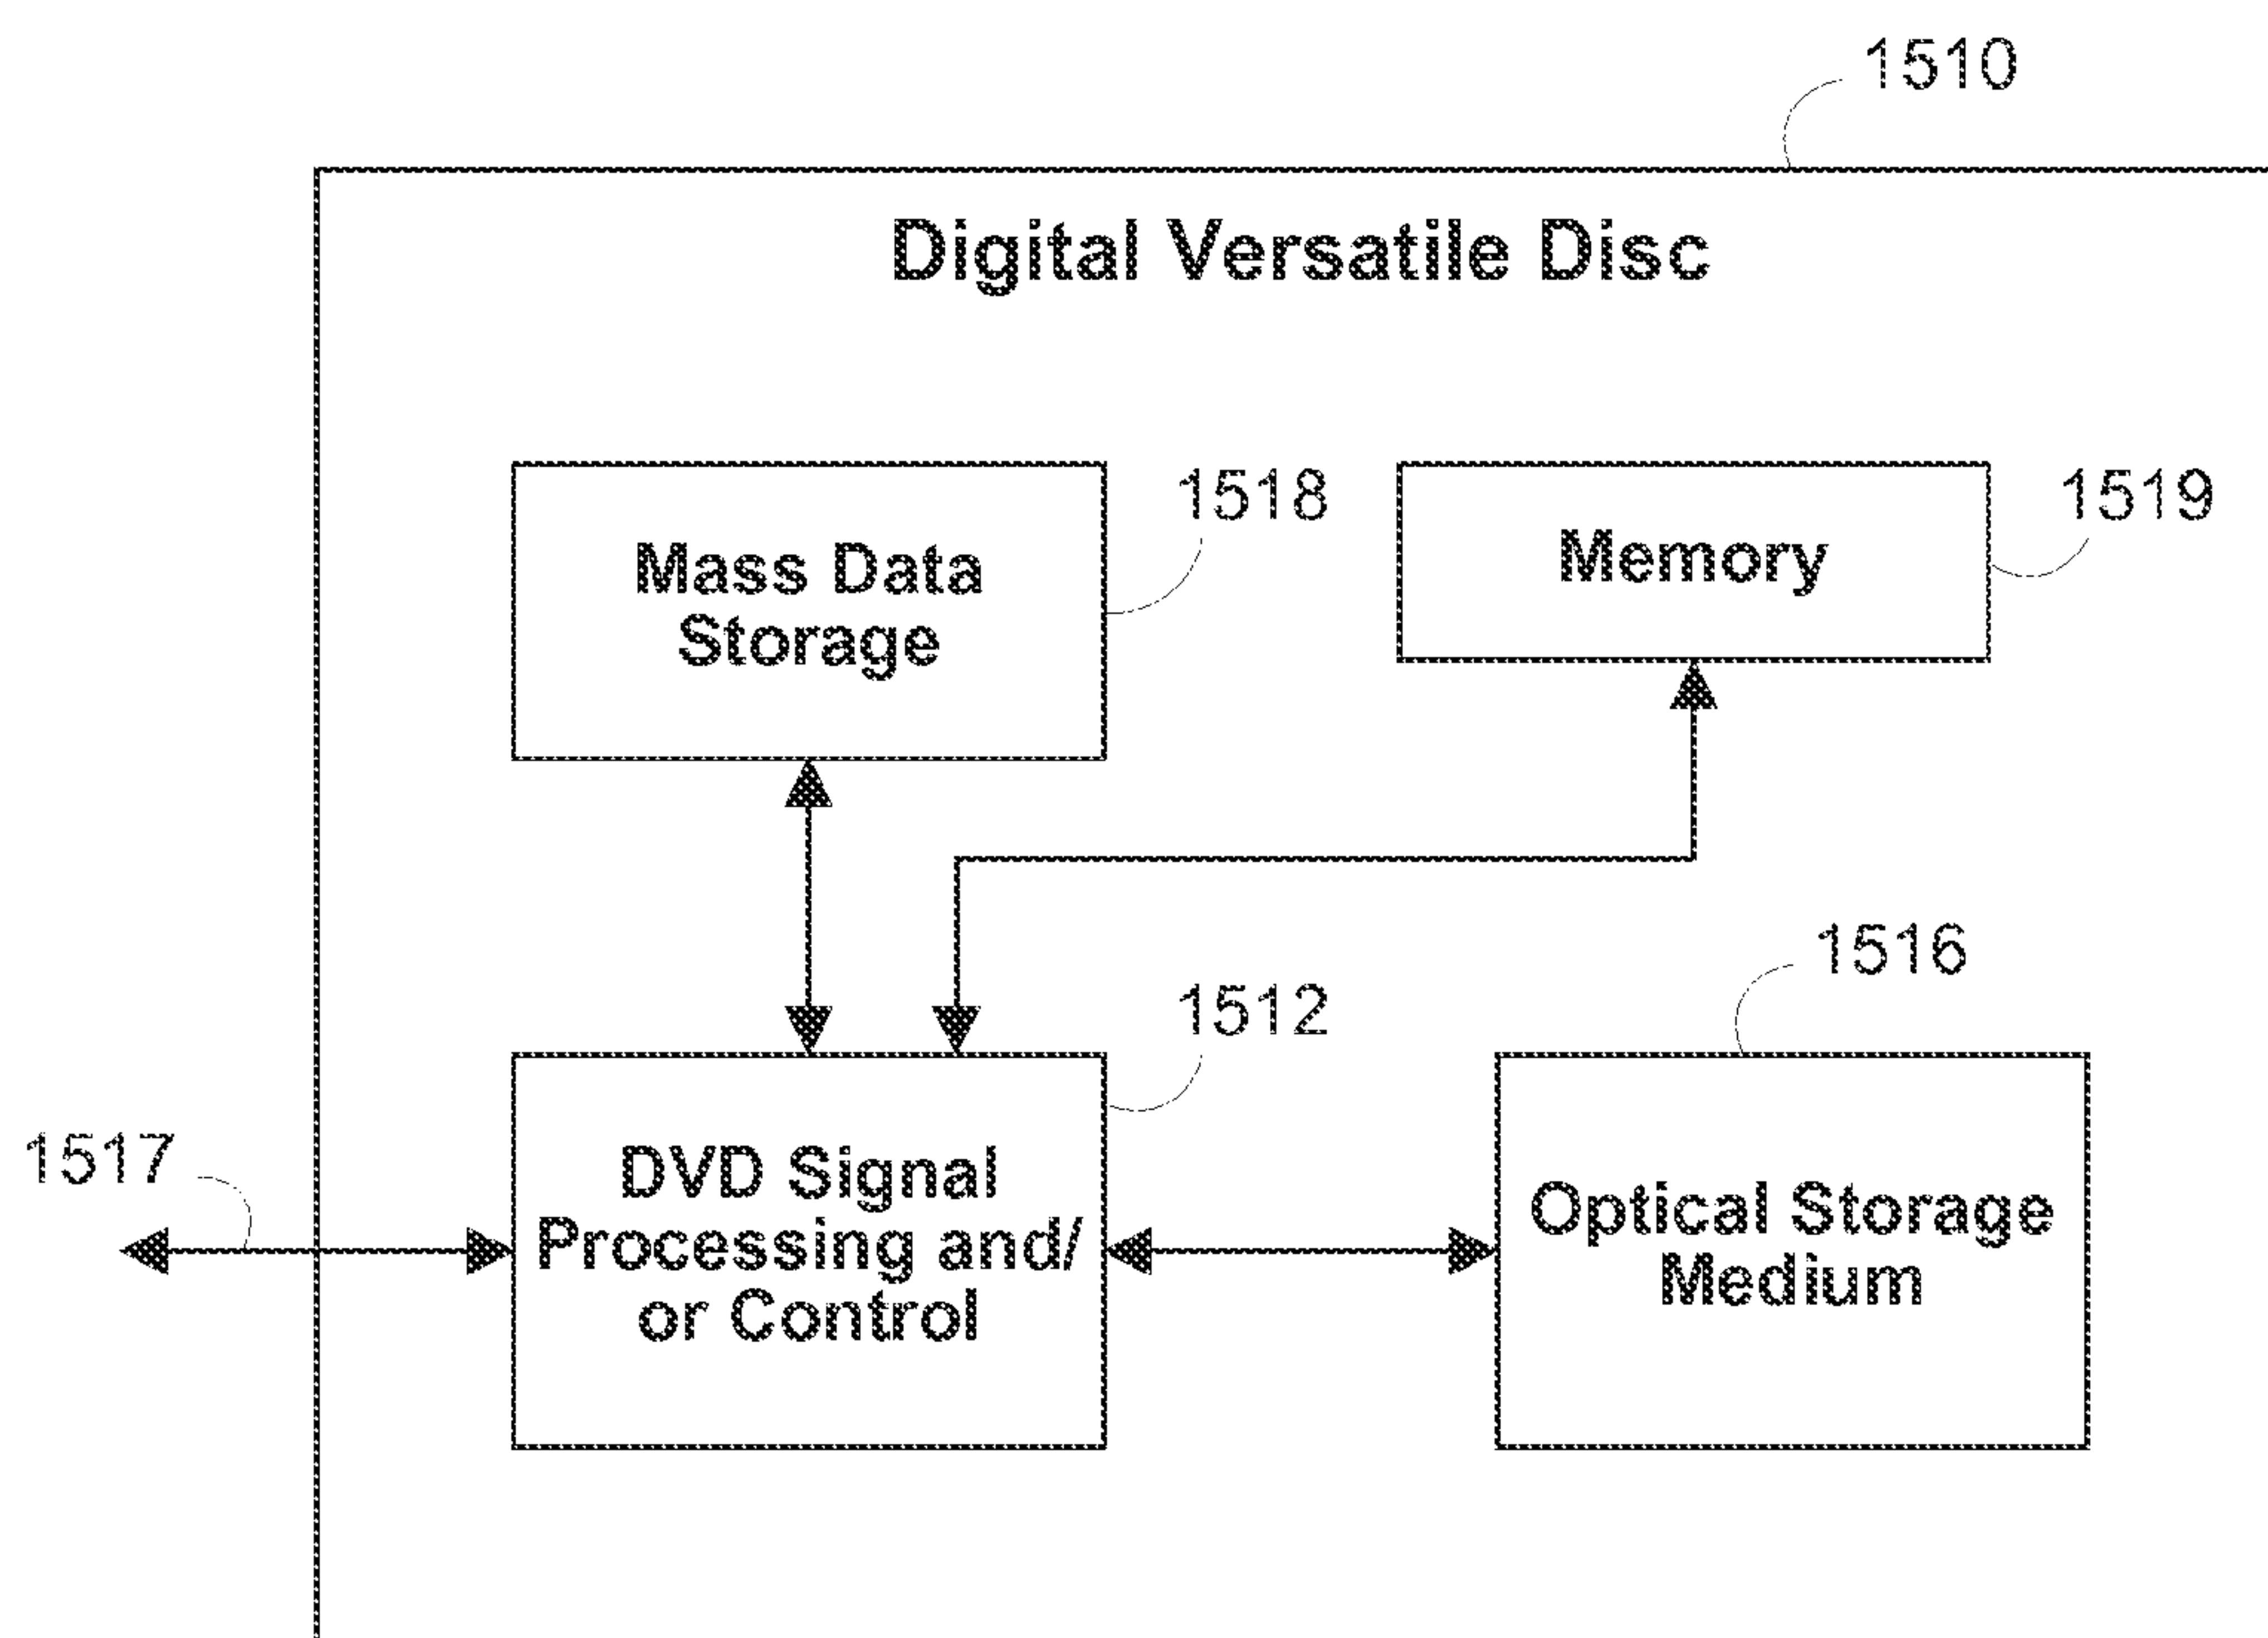 1510
Digital Versatile Disc
1518
1519
Mass Data
Storage
Memory
1516
1512
1517
DVD Signal
Processing and/
or Control
Optical Storage
Medium